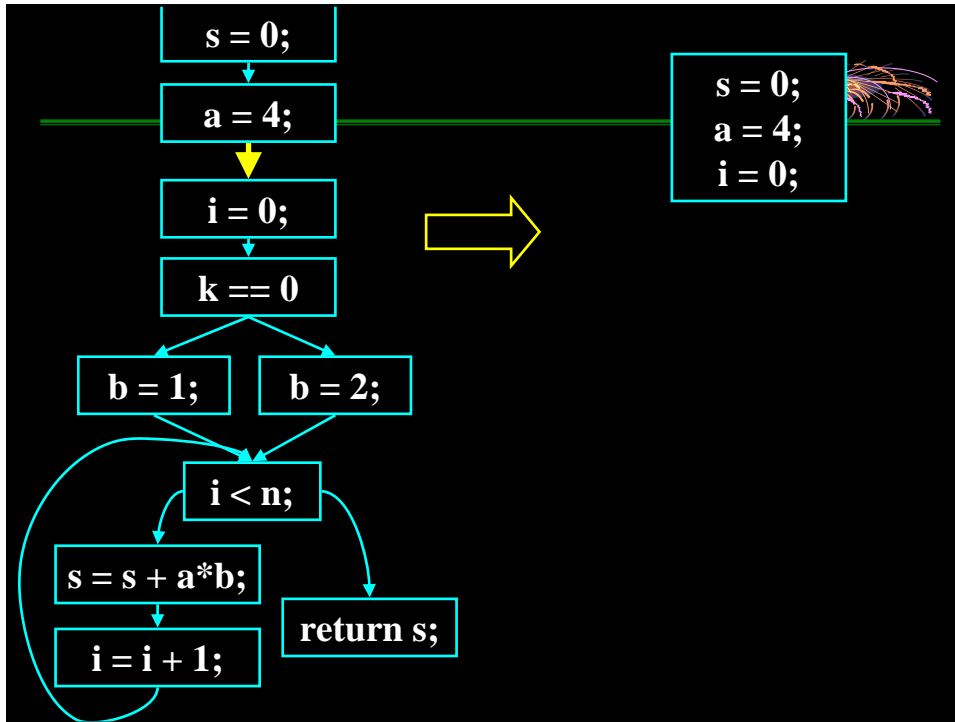 s = 0;
a = 4;
i = 0;
k == 0
b = 1;
b = 2;
i < n;
s = s + a*b;
i = i + 1;
return s;
s = 0;
a = 4;
i = 0;